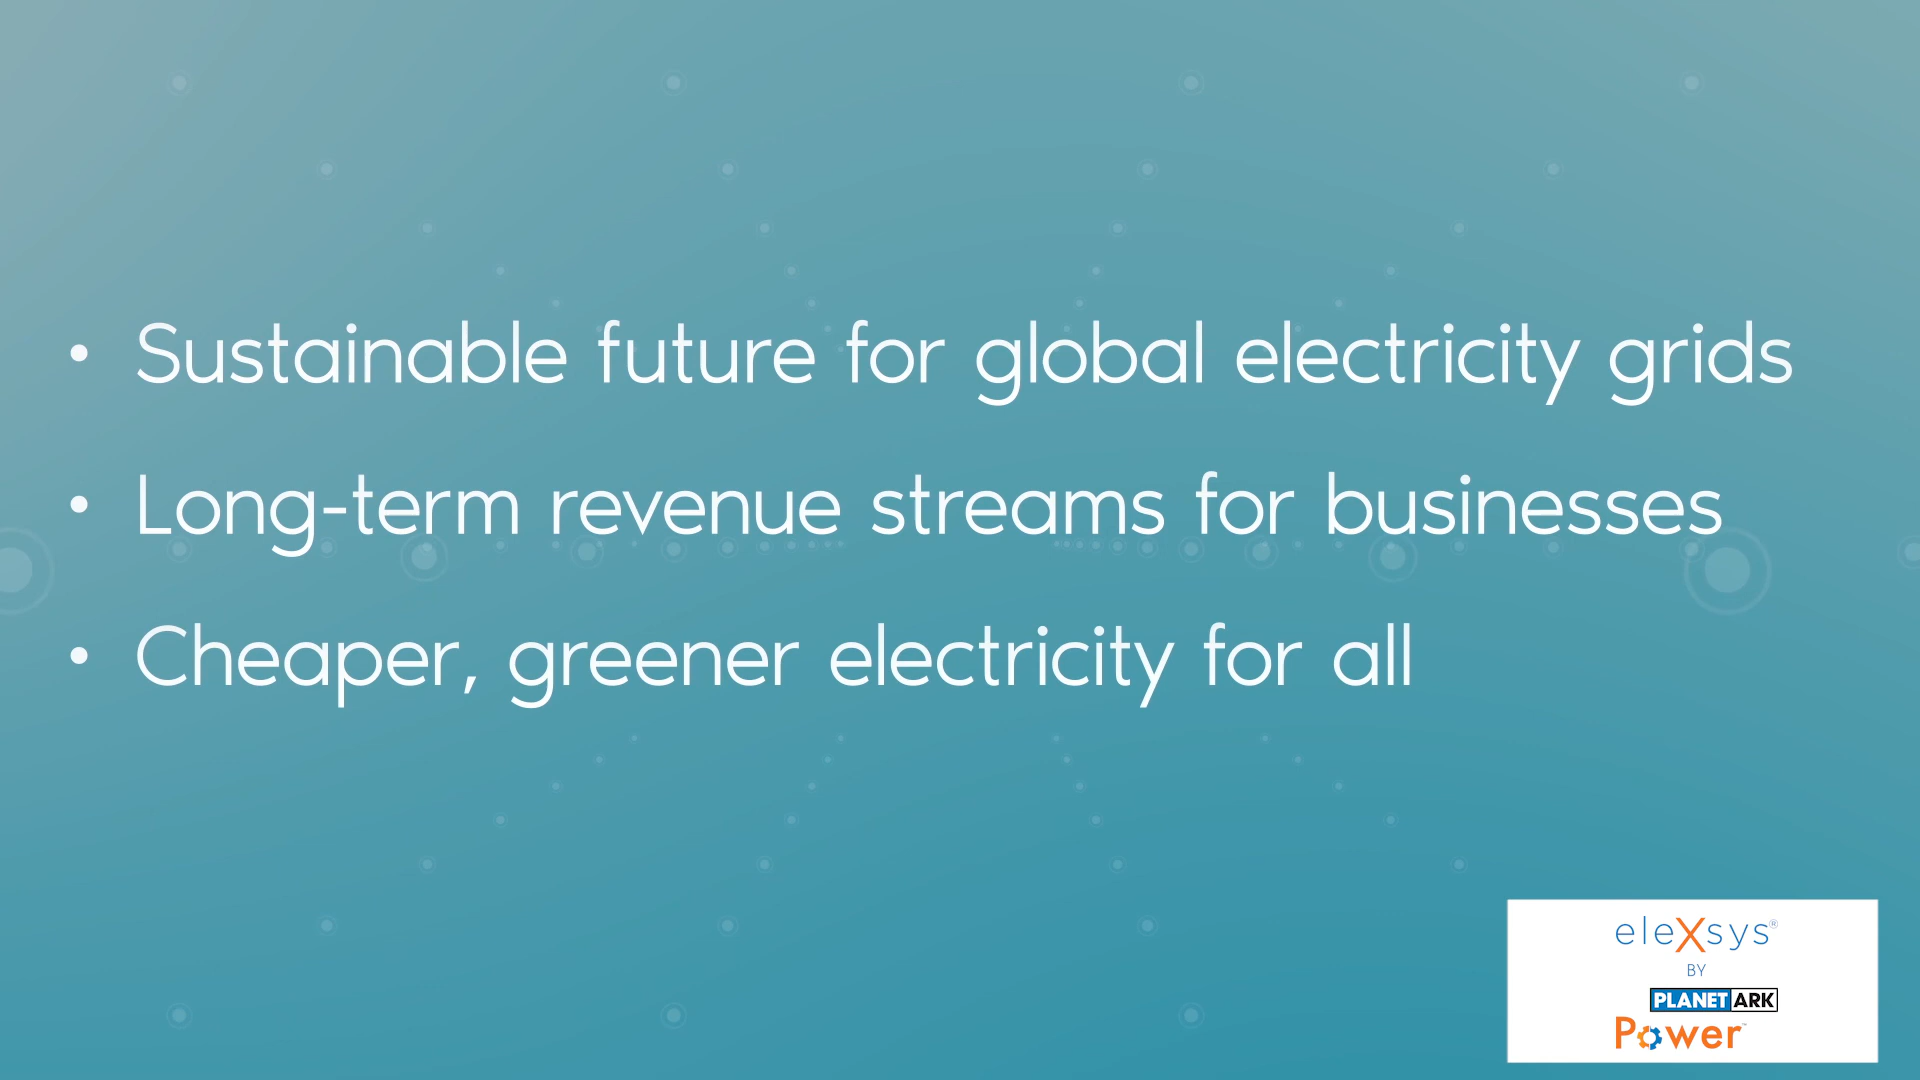 • Sustainable future for global electricity grids
• Long-term revenue streams for businesses
• Cheaper, greener electricity for all
eleXsys®
BY
PLANET ARK
Power™